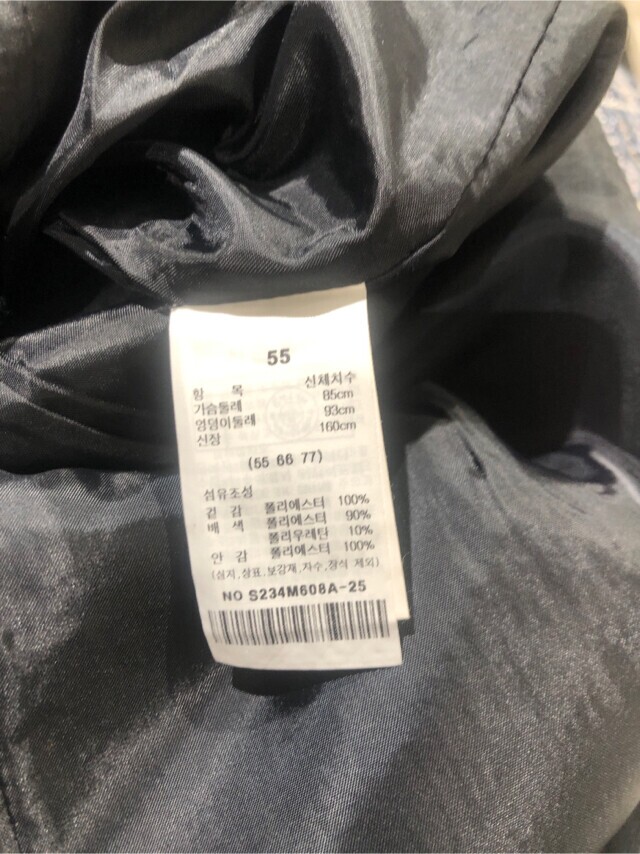 55
항 목 신체치수
가슴둘레 85cm
엉덩이둘레 93cm
신장 160cm
(55 66 77)
섬유조성
겉 감 폴리에스터 100%
배 색 폴리에스터 90%
폴리우레탄 10%
안 감 폴리에스터 100%
(심지,상표,보강재,자수,장식 제외)
NO S234M608A-25